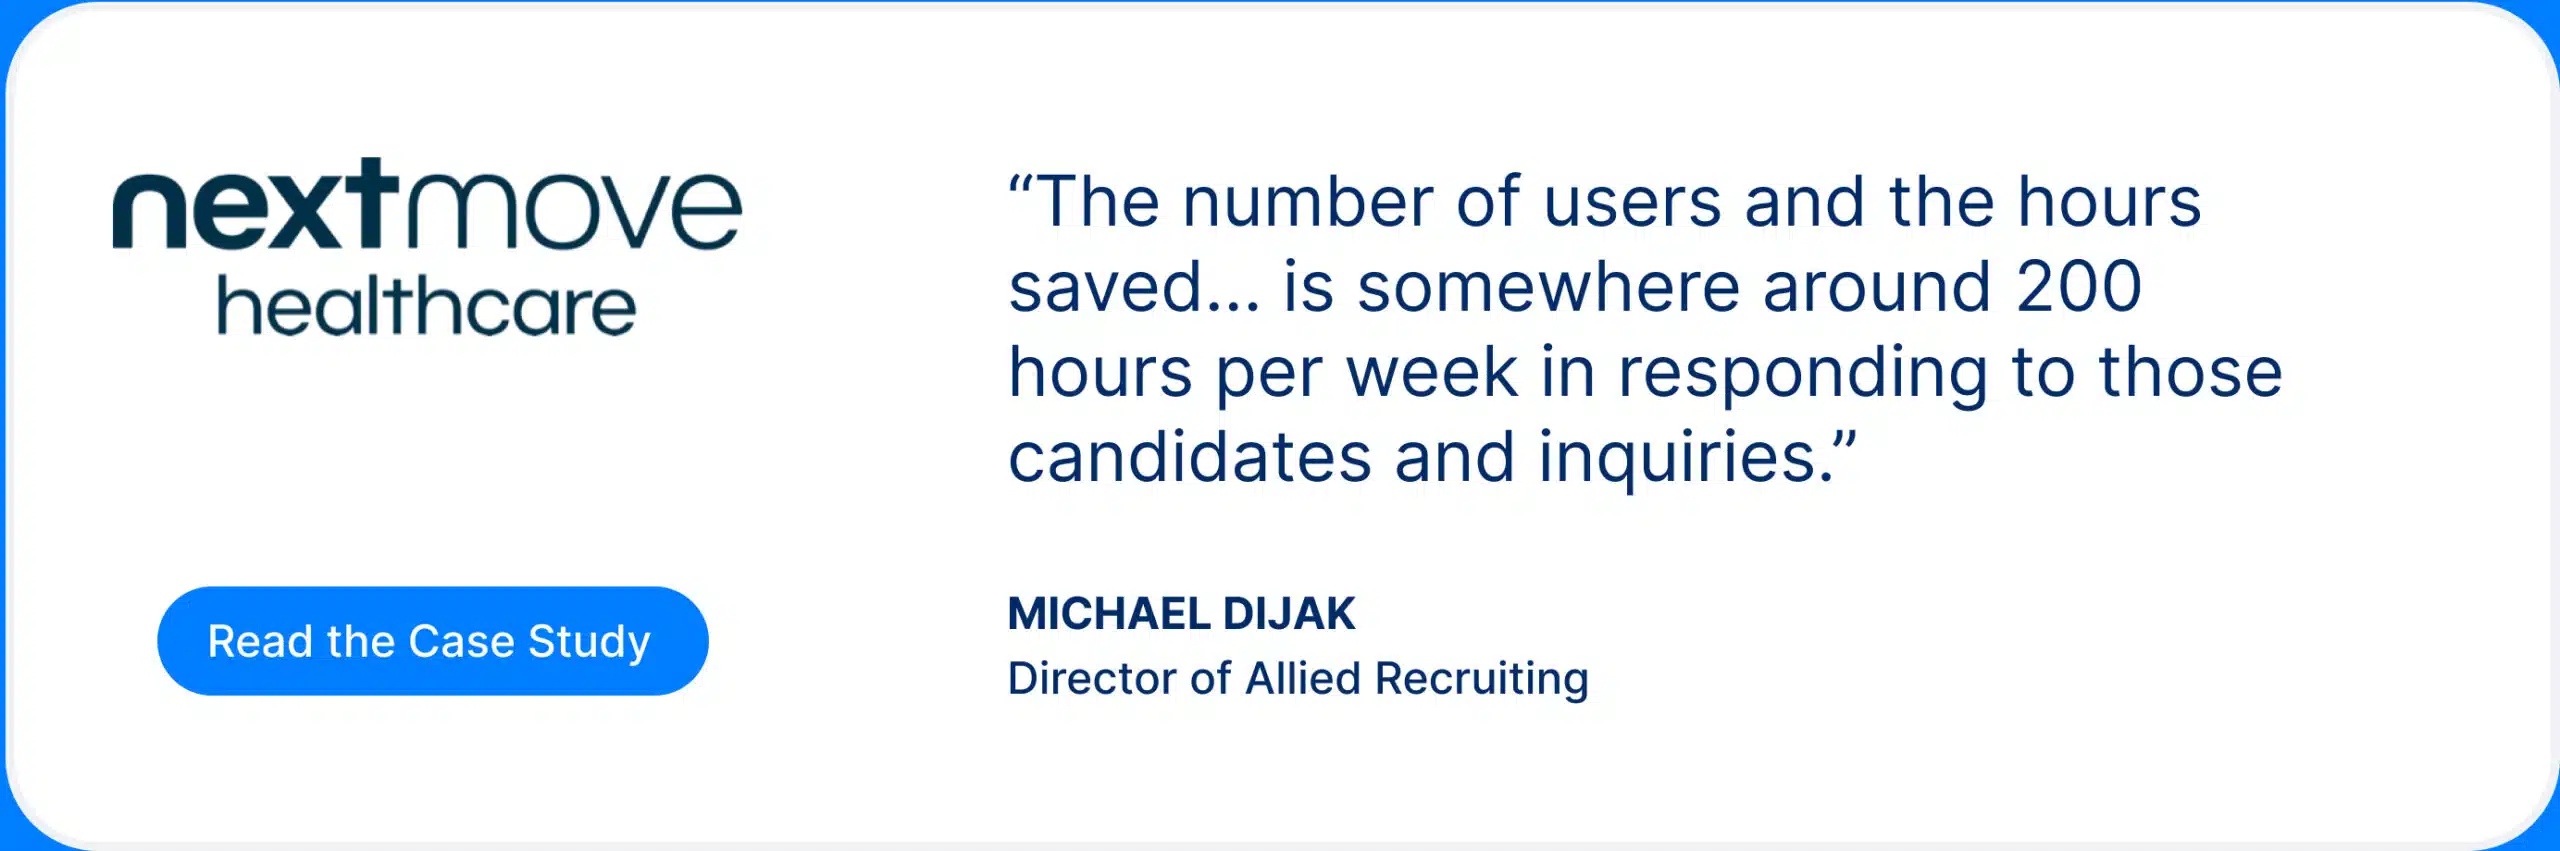 nextmove
healthcare
Read the Case Study
“The number of users and the hours
saved... is somewhere around 200
hours per week in responding to those
candidates and inquiries.”
MICHAEL DIJAK
Director of Allied Recruiting